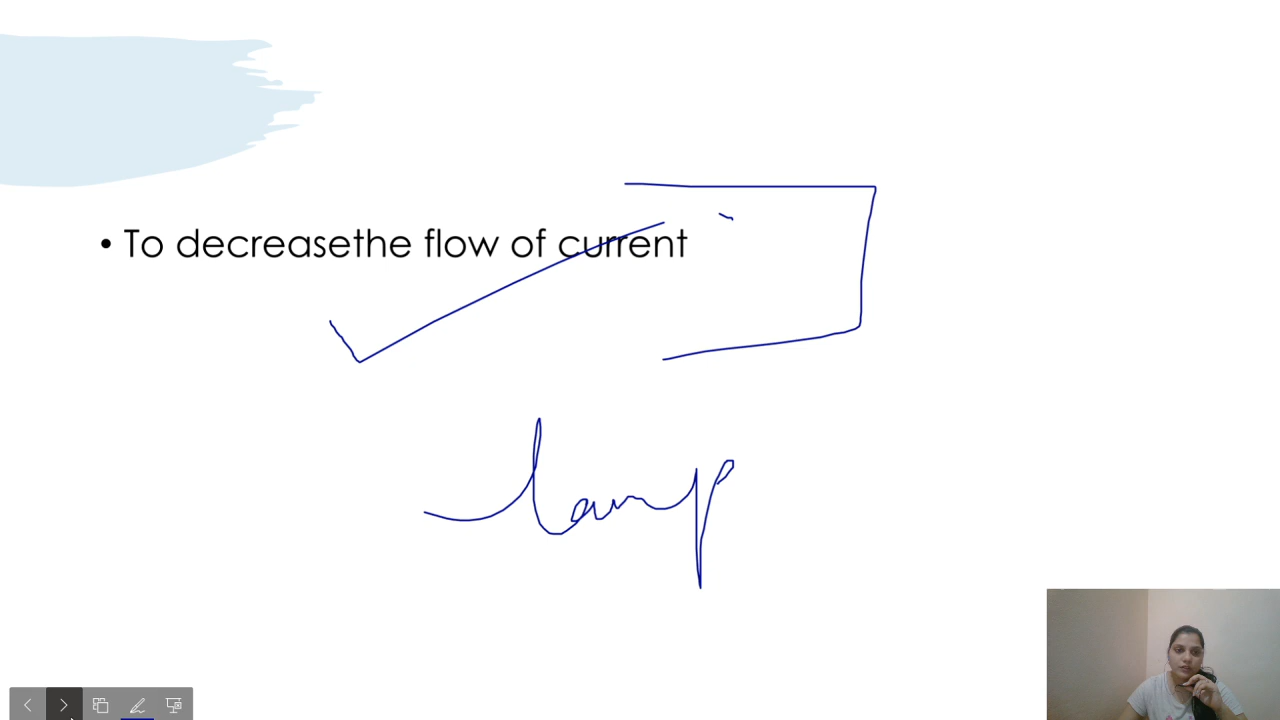 • To decreasethe flow of current
lamp